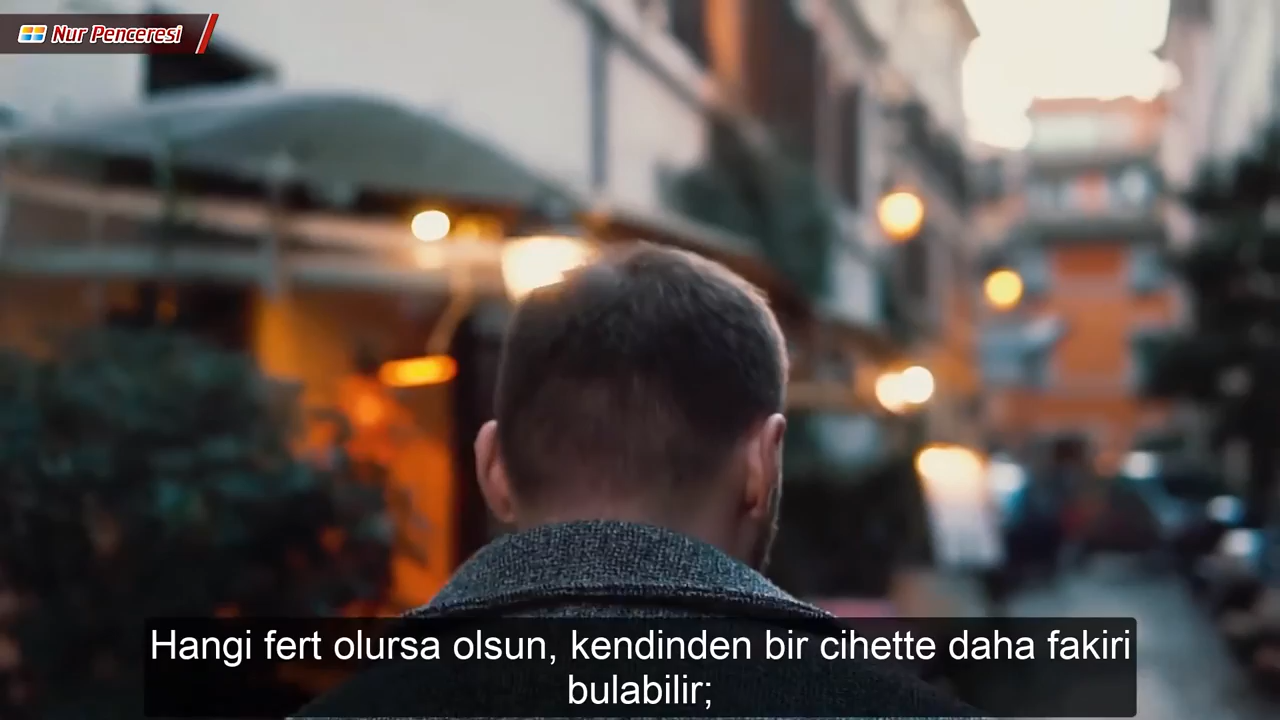 Nur Penceresi
Hangi fert olursa olsun, kendinden bir cihette daha fakiri
bulabilir;